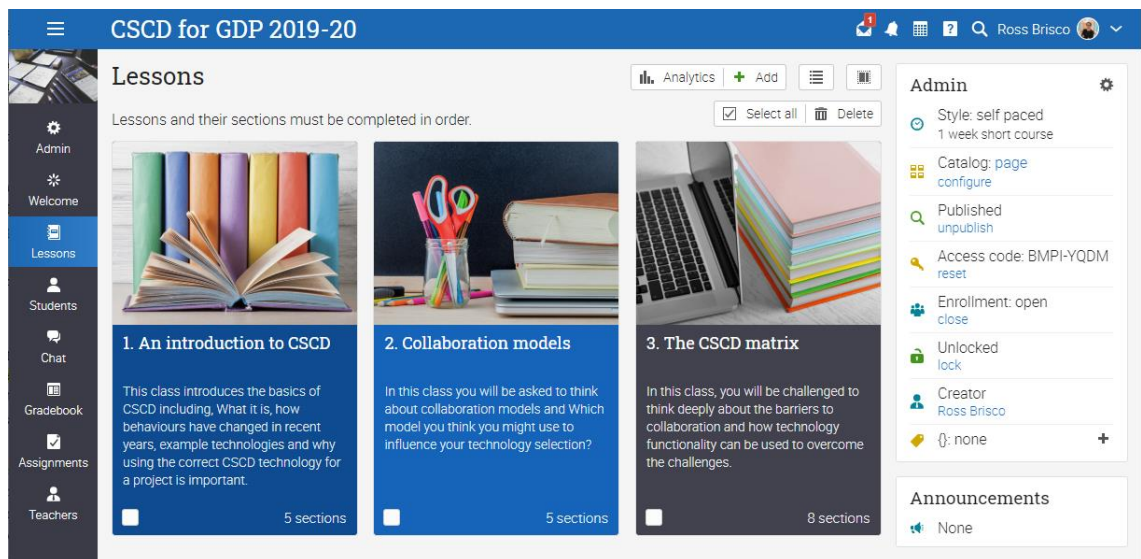 CSCD for GDP 2019-20
1
?
Ross Brisco
Admin
Welcome
Lessons
Students
Chat
Gradebook
Assignments
Teachers
Lessons
Analytics
Add
Lessons and their sections must be completed in order.
Select all
Delete
1. An introduction to CSCD
This class introduces the basics of
CSCD including, What it is, how
behaviours have changed in recent
years, example technologies and why
using the correct CSCD technology for
a project is important.
5 sections
2. Collaboration models
In this class you will be asked to think
about collaboration models and Which
model you think you might use to
influence your technology selection?
5 sections
3. The CSCD matrix
In this class, you will be challenged to
think deeply about the barriers to
collaboration and how technology
functionality can be used to overcome
the challenges.
8 sections
Admin
Style: self paced
1 week short course
Catalog: page
configure
Published
unpublish
Access code: BMPI-YQDM
reset
Enrollment: open
close
Unlocked
lock
Creator
Ross Brisco
{}: none
Announcements
None